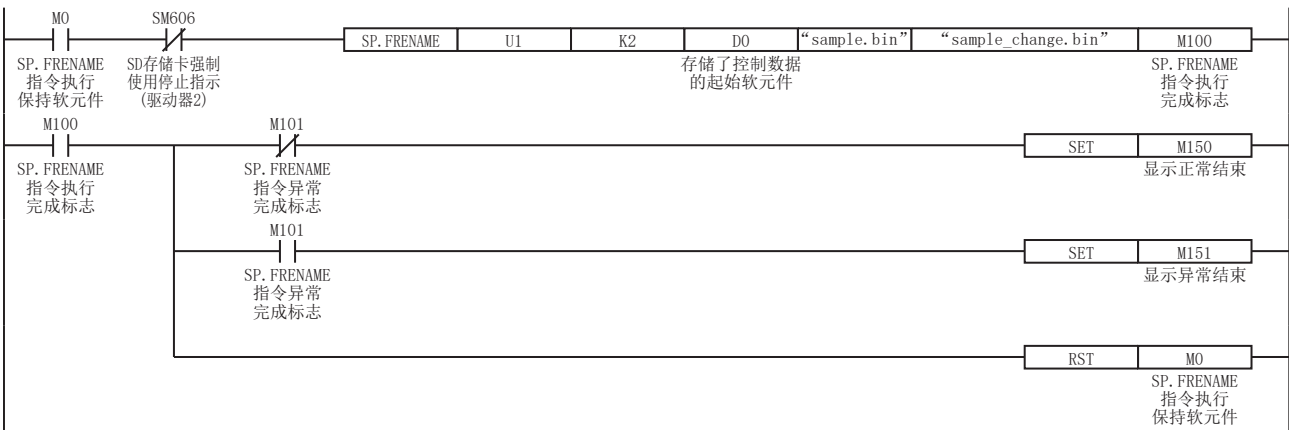 M0 SM606
SP.FRENAME U1 K2 D0 “sample.bin” “sample_change.bin” M100
SP.FRENAME SD存储卡强制 存储了控制数据 SP.FRENAME
指令执行 使用停止指示 的起始软元件 指令执行
保持软元件 (驱动器2) 完成标志
M100 M101
SET M150
SP.FRENAME SP.FRENAME 显示正常结束
指令执行 指令异常
完成标志 完成标志
M101
SET M151
SP.FRENAME 显示异常结束
指令异常
完成标志
RST M0
SP.FRENAME
指令执行
保持软元件